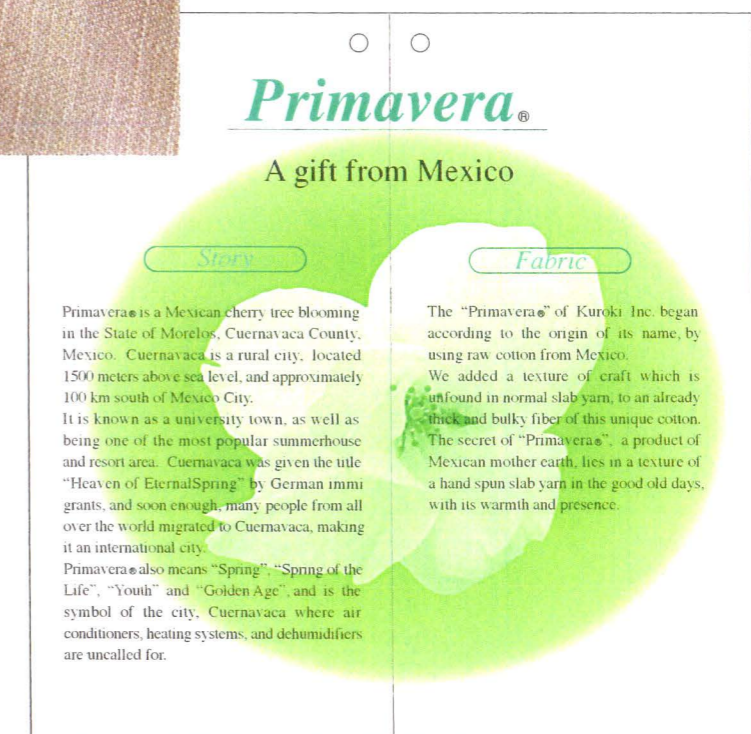 Primavera®
A gift from Mexico
Story
Primavera® is a Mexican cherry tree blooming
in the State of Morelos, Cuernavaca County,
Mexico. Cuernavaca is a rural city, located
1500 meters above sea level, and approximately
100 km south of Mexico City.
It is known as a university town, as well as
being one of the most popular summerhouse
and resort area. Cuernavaca was given the title
“Heaven of EternalSpring” by German immi
grants, and soon enough, many people from all
over the world migrated to Cuernavaca, making
it an international city.
Primavera® also means “Spring”, “Spring of the
Life”, “Youth” and “Golden Age”, and is the
symbol of the city, Cuernavaca where air
conditioners, heating systems, and dehumidifiers
are uncalled for.
Fabric
The “Primavera®” of Kuroki Inc. began
according to the origin of its name, by
using raw cotton from Mexico.
We added a texture of craft which is
unfound in normal slab yarn, to an already
thick and bulky fiber of this unique cotton.
The secret of “Primavera®”, a product of
Mexican mother earth, lies in a texture of
a hand spun slab yarn in the good old days,
with its warmth and presence.